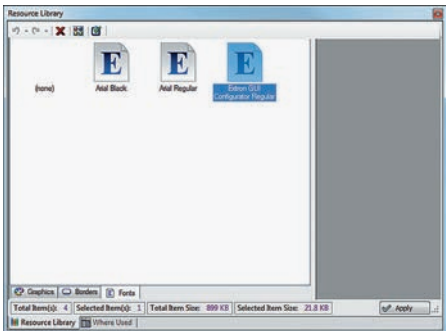 Resource Library
(none)
Arial Black
Arial Regular
Extron GUI
Configurator Regular
Graphics
Borders
Fonts
Total Item(s): 4 Selected Item(s): 1 Total Item Size: 899 KB Selected Item Size: 21.8 KB
Apply
Resource Library
Where Used